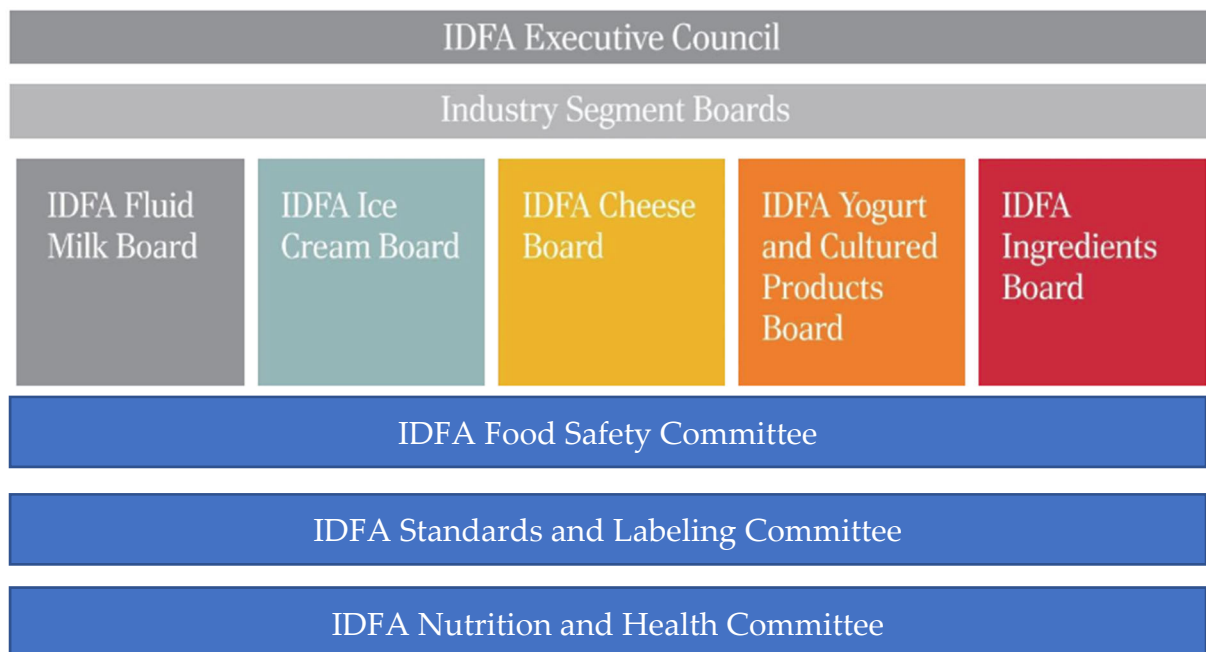 IDFA Executive Council
Industry Segment Boards
IDFA Fluid
Milk Board
IDFA Ice
Cream Board
IDFA Cheese
Board
IDFA Yogurt
and Cultured
Products
Board
IDFA
Ingredients
Board
IDFA Food Safety Committee
IDFA Standards and Labeling Committee
IDFA Nutrition and Health Committee